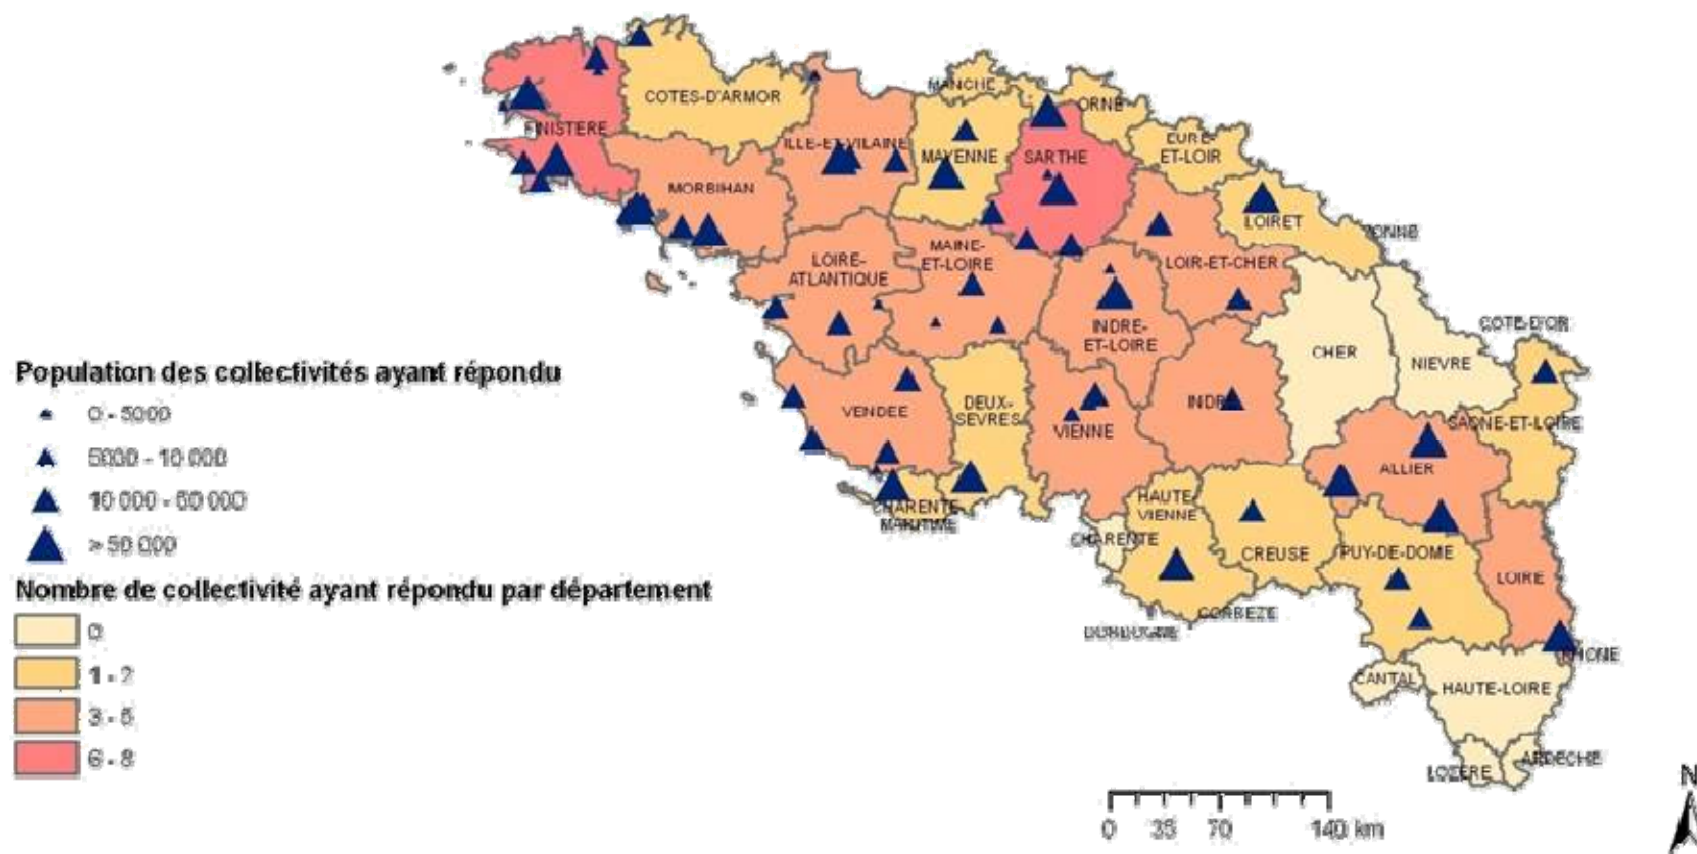 MANCHE
ORNE
COTES-D'ARMOR
FINISTERE
ILLE-ET-VILAINE
MAYENNE
SARTHE
EURE-
ET-LOIR
MORBIHAN
LOIRET
YONNE
MAINE-
ET-LOIRE
LOIR-ET-CHER
LOIRE-
ATLANTIQUE
INDRE-
ET-LOIRE
CHER
NIEVRE
COTE-D'OR
Population des collectivités ayant répondu
0 - 5000
5000 - 10 000
10 000 - 50 000
> 50 000
VENDEE
DEUX-
SEVRES
VIENNE
INDRE
SAONE-ET-LOIRE
ALLIER
HAUTE-
VIENNE
CHARENTE-
MARITIME
CHARENTE
CREUSE
PUY-DE-DOME
LOIRE
CORREZE
DORDOGNE
RHONE
Nombre de collectivité ayant répondu par département
0
1 - 2
3 - 5
6 - 8
CANTAL
HAUTE-LOIRE
LOZERE
ARDECHE
0 35 70 140 km
N